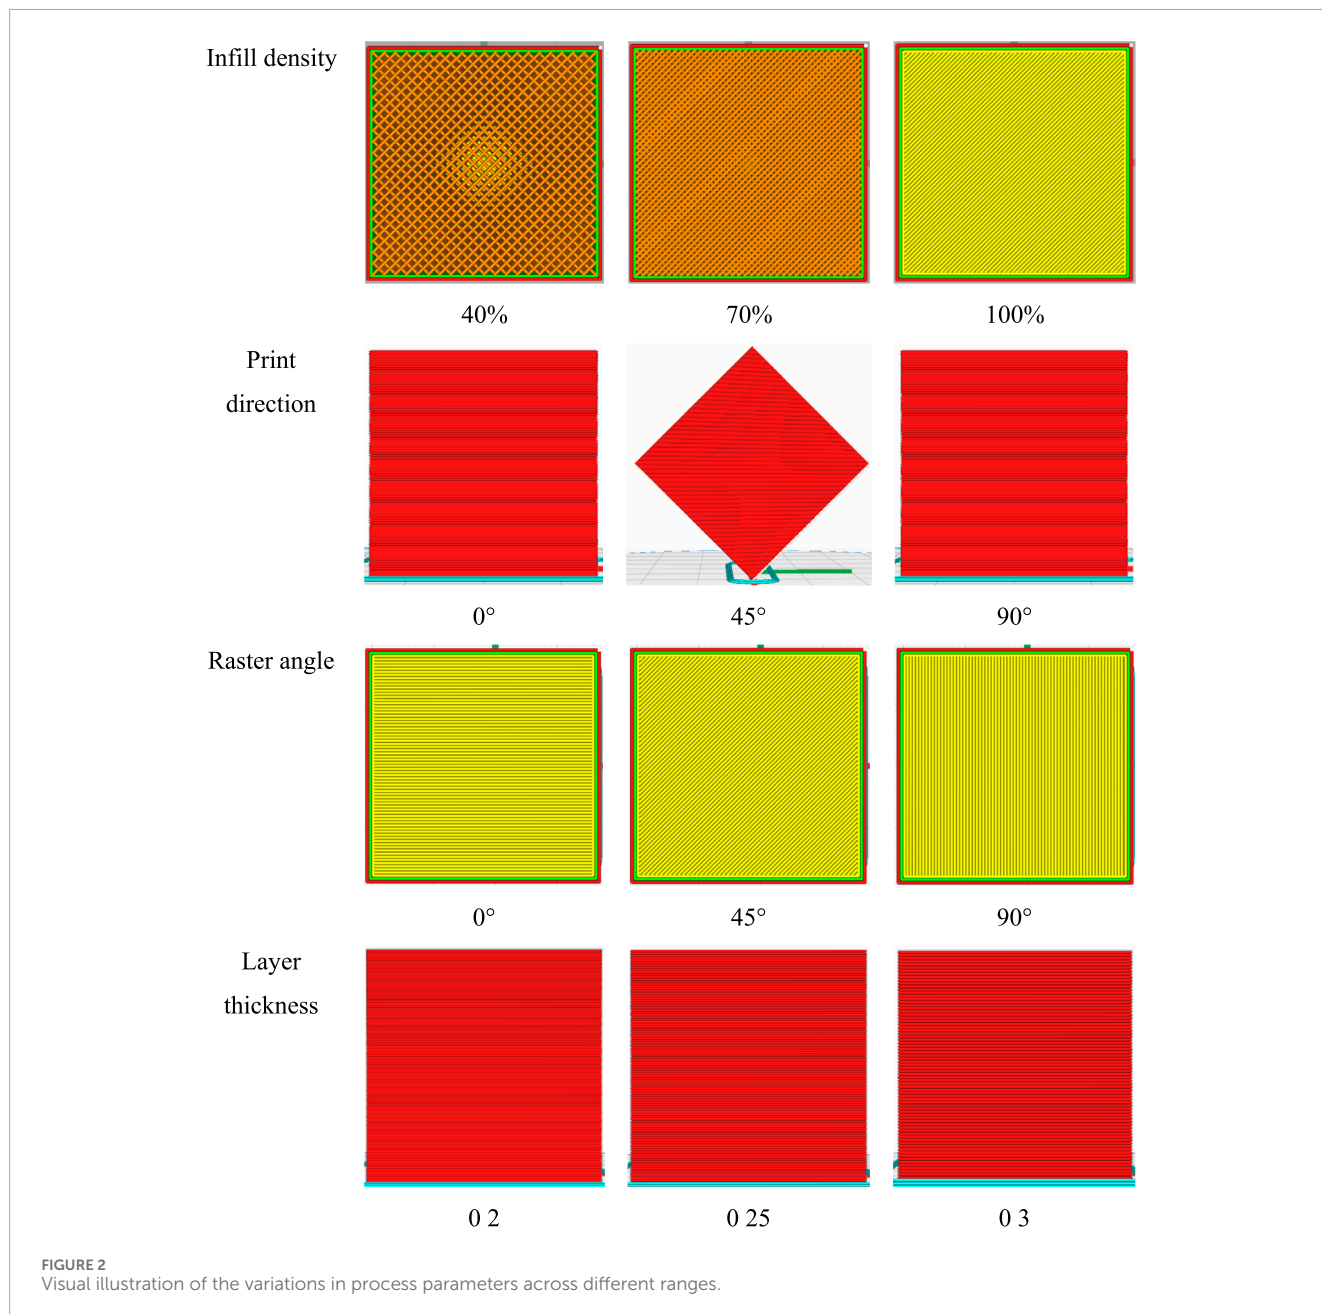 Infill density
40% 70% 100%
Print
direction
0° 45° 90°
Raster angle
0° 45° 90°
Layer
thickness
0 2 0 25 0 3
FIGURE 2
Visual illustration of the variations in process parameters across different ranges.